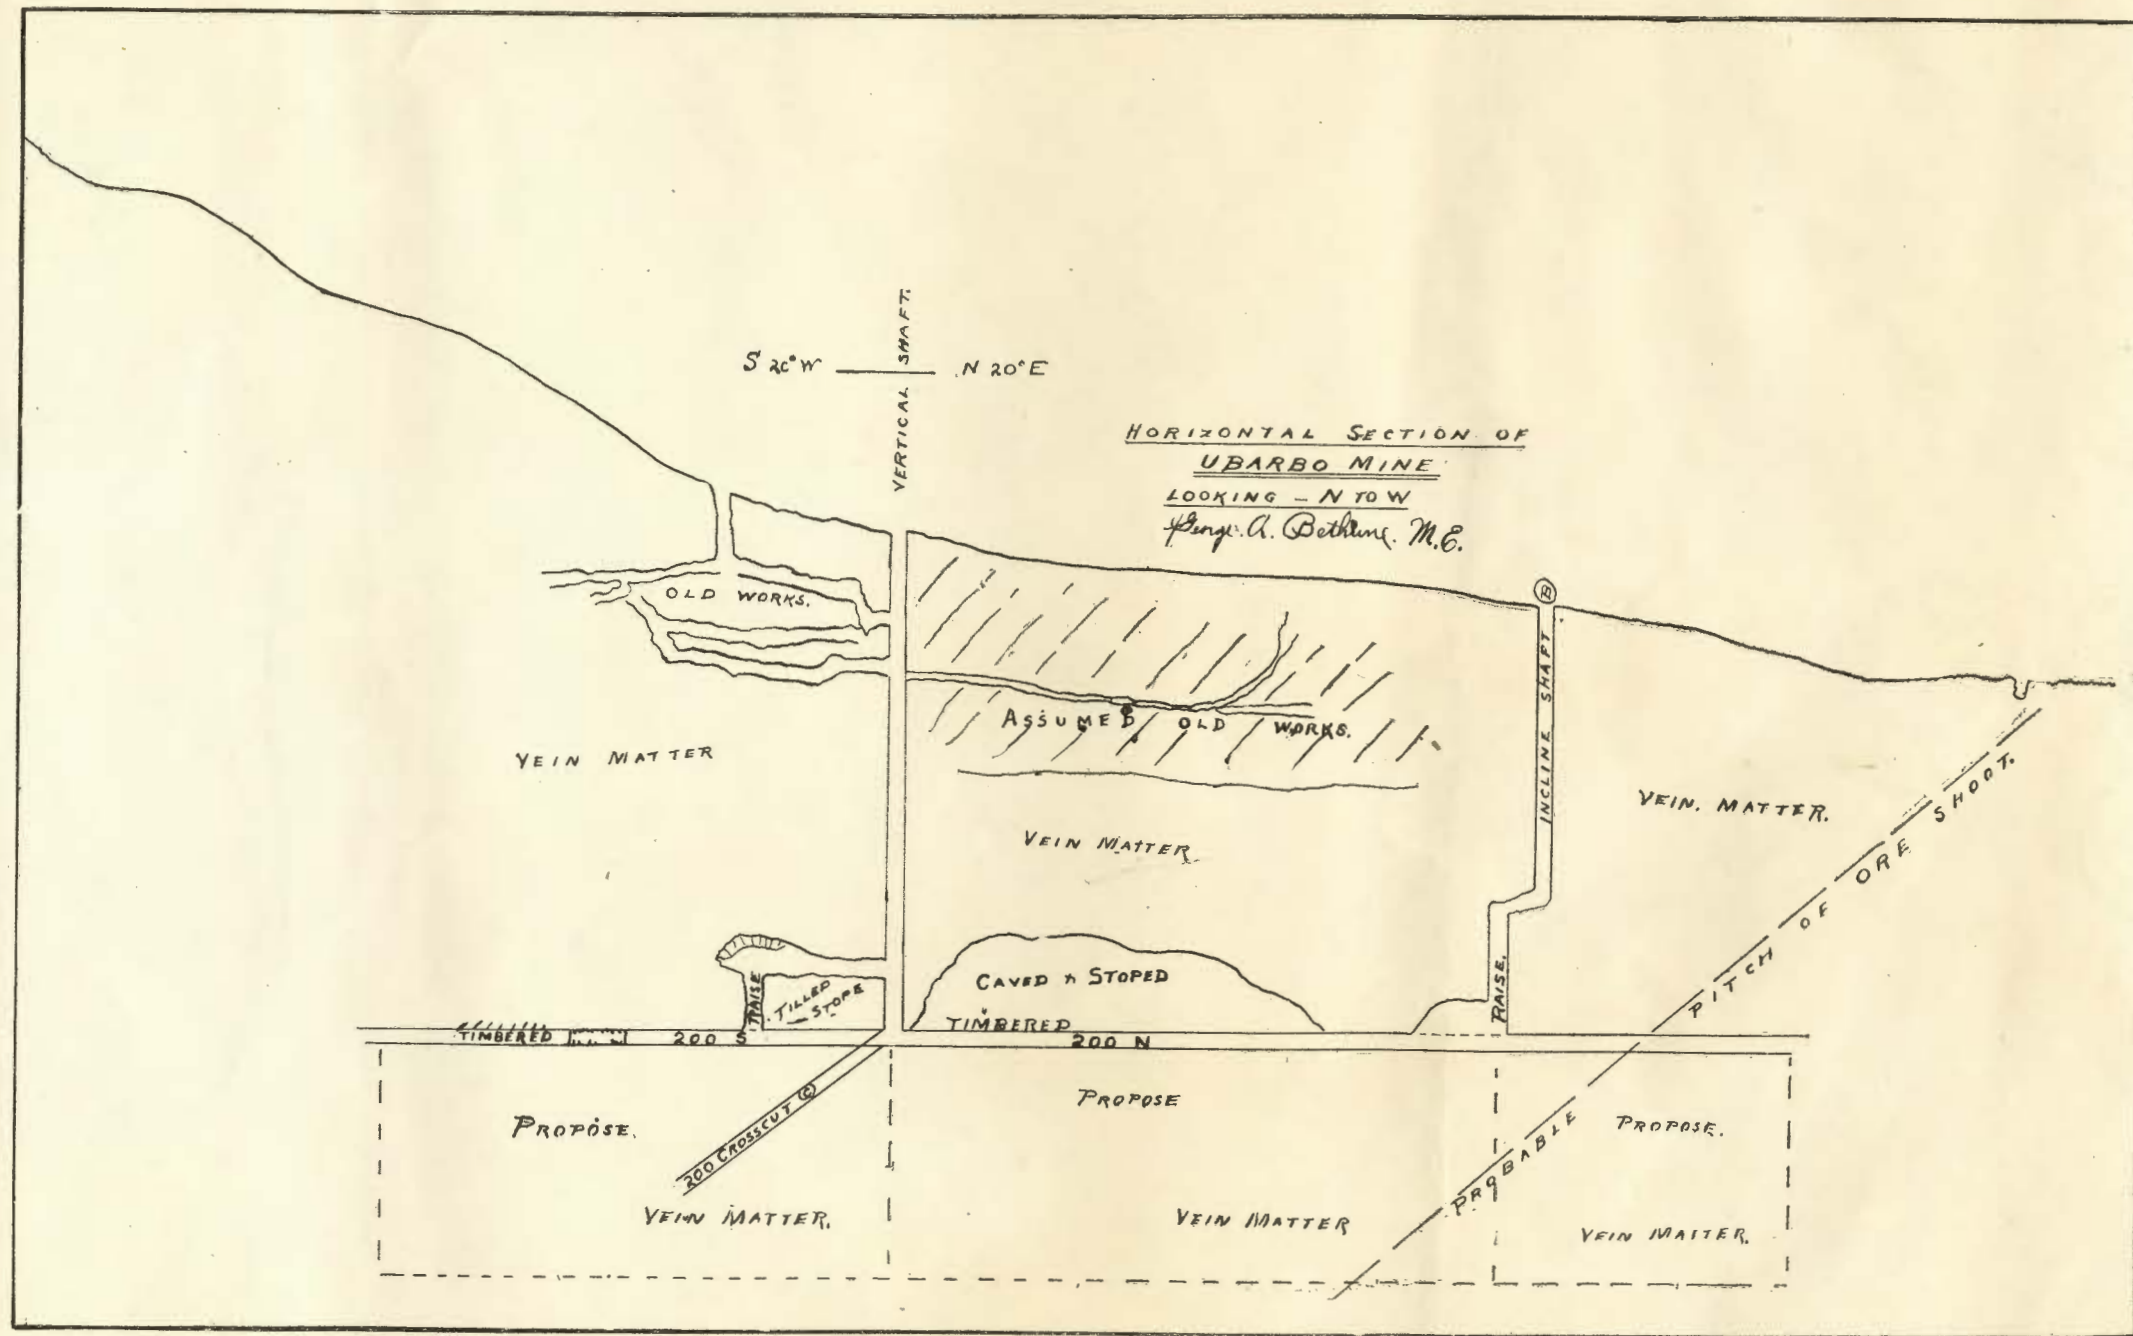 S 20° W N 20° E
VERTICAL SHAFT.
HORIZONTAL SECTION OF
UBARBO MINE
LOOKING - N TO W
George A. Bethune. M.E.
OLD WORKS.
ASSUMED OLD WORKS.
INCLINE SHAFT
VEIN MATTER
VEIN MATTER
VEIN. MATTER.
PROBABLE PITCH OF ORE SHOOT.
RAISE
TILLED STOPE
CAVED & STOPED
TIMBERED
RAISE.
TIMBERED
200 S
200 N
200 CROSSCUT C
PROPOSE.
PROPOSE
PROPOSE.
VEIN MATTER.
VEIN MATTER
VEIN MATTER.